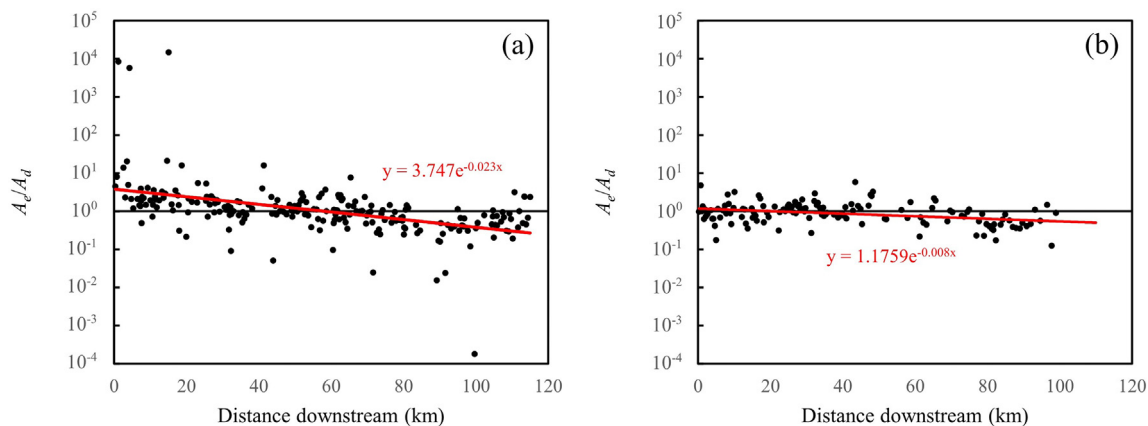 (a)
10⁵
10⁴
10³
10²
10¹
10⁰
10⁻¹
10⁻²
10⁻³
10⁻⁴
Aₑ/A_d
y = 3.747e⁻⁰·⁰²³ˣ
0 20 40 60 80 100 120
Distance downstream (km)
(b)
10⁵
10⁴
10³
10²
10¹
10⁰
10⁻¹
10⁻²
10⁻³
10⁻⁴
Aₑ/A_d
y = 1.1759e⁻⁰·⁰⁰⁸ˣ
0 20 40 60 80 100 120
Distance downstream (km)